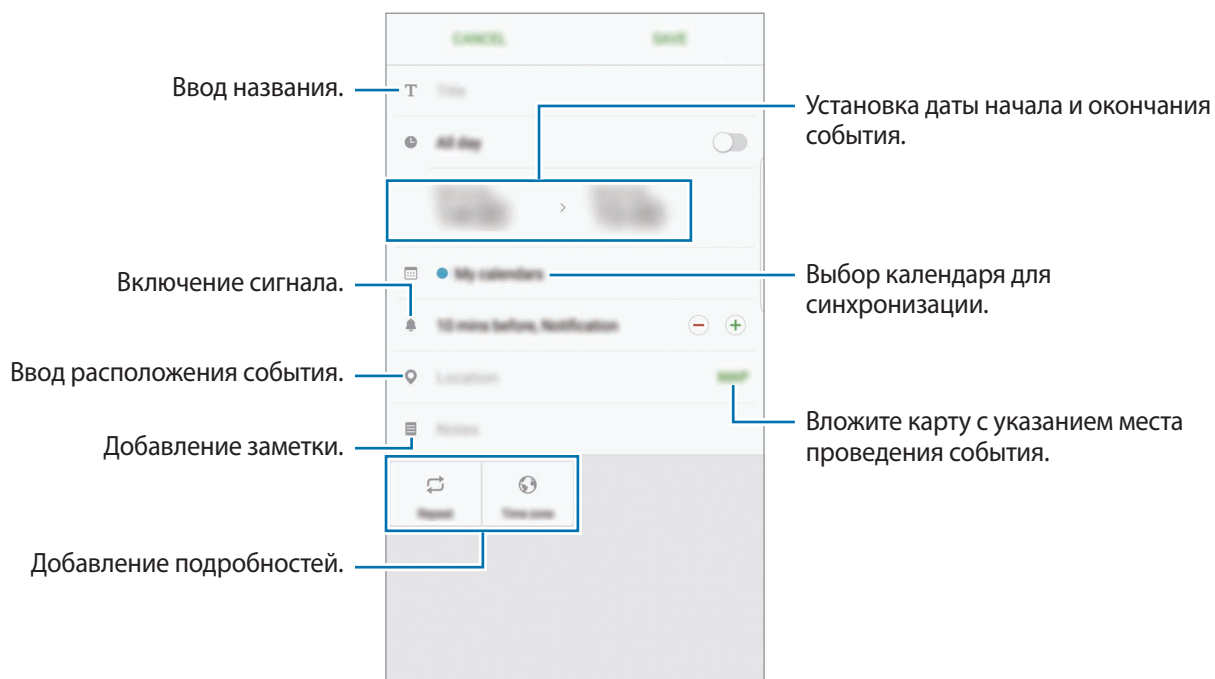 CANCEL
SAVE
Ввод названия.
Title
Установка даты начала и окончания
события.
All day
Включение сигнала.
My calendars
Выбор календаря для
синхронизации.
10 mins before, Notification
Ввод расположения события.
Location
MAP
Добавление заметки.
Notes
Вложите карту с указанием места
проведения события.
Repeat
Time zone
Добавление подробностей.